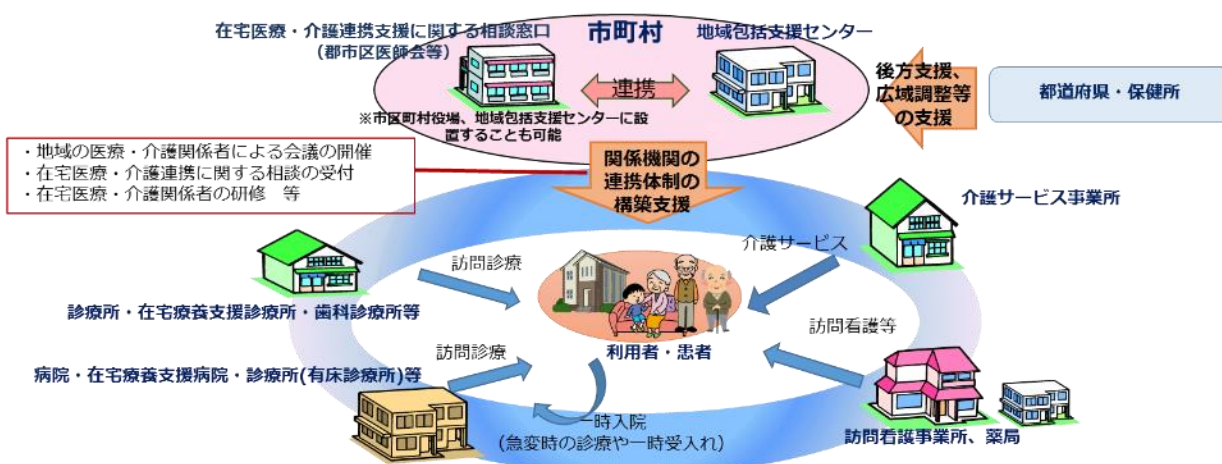 在宅医療・介護連携支援に関する相談窓口
(郡市区医師会等)
市町村
地域包括支援センター
連携
※市区町村役場、地域包括支援センターに設
置することも可能
後方支援、
広域調整等
の支援
都道府県・保健所
・地域の医療・介護関係者による会議の開催
・在宅医療・介護連携に関する相談の受付
・在宅医療・介護関係者の研修 等
関係機関の
連携体制の
構築支援
介護サービス事業所
訪問診療
介護サービス
診療所・在宅療養支援診療所・歯科診療所等
訪問看護等
訪問診療
利用者・患者
病院・在宅療養支援病院・診療所(有床診療所)等
一時入院
(急変時の診療や一時受入れ)
訪問看護事業所、薬局